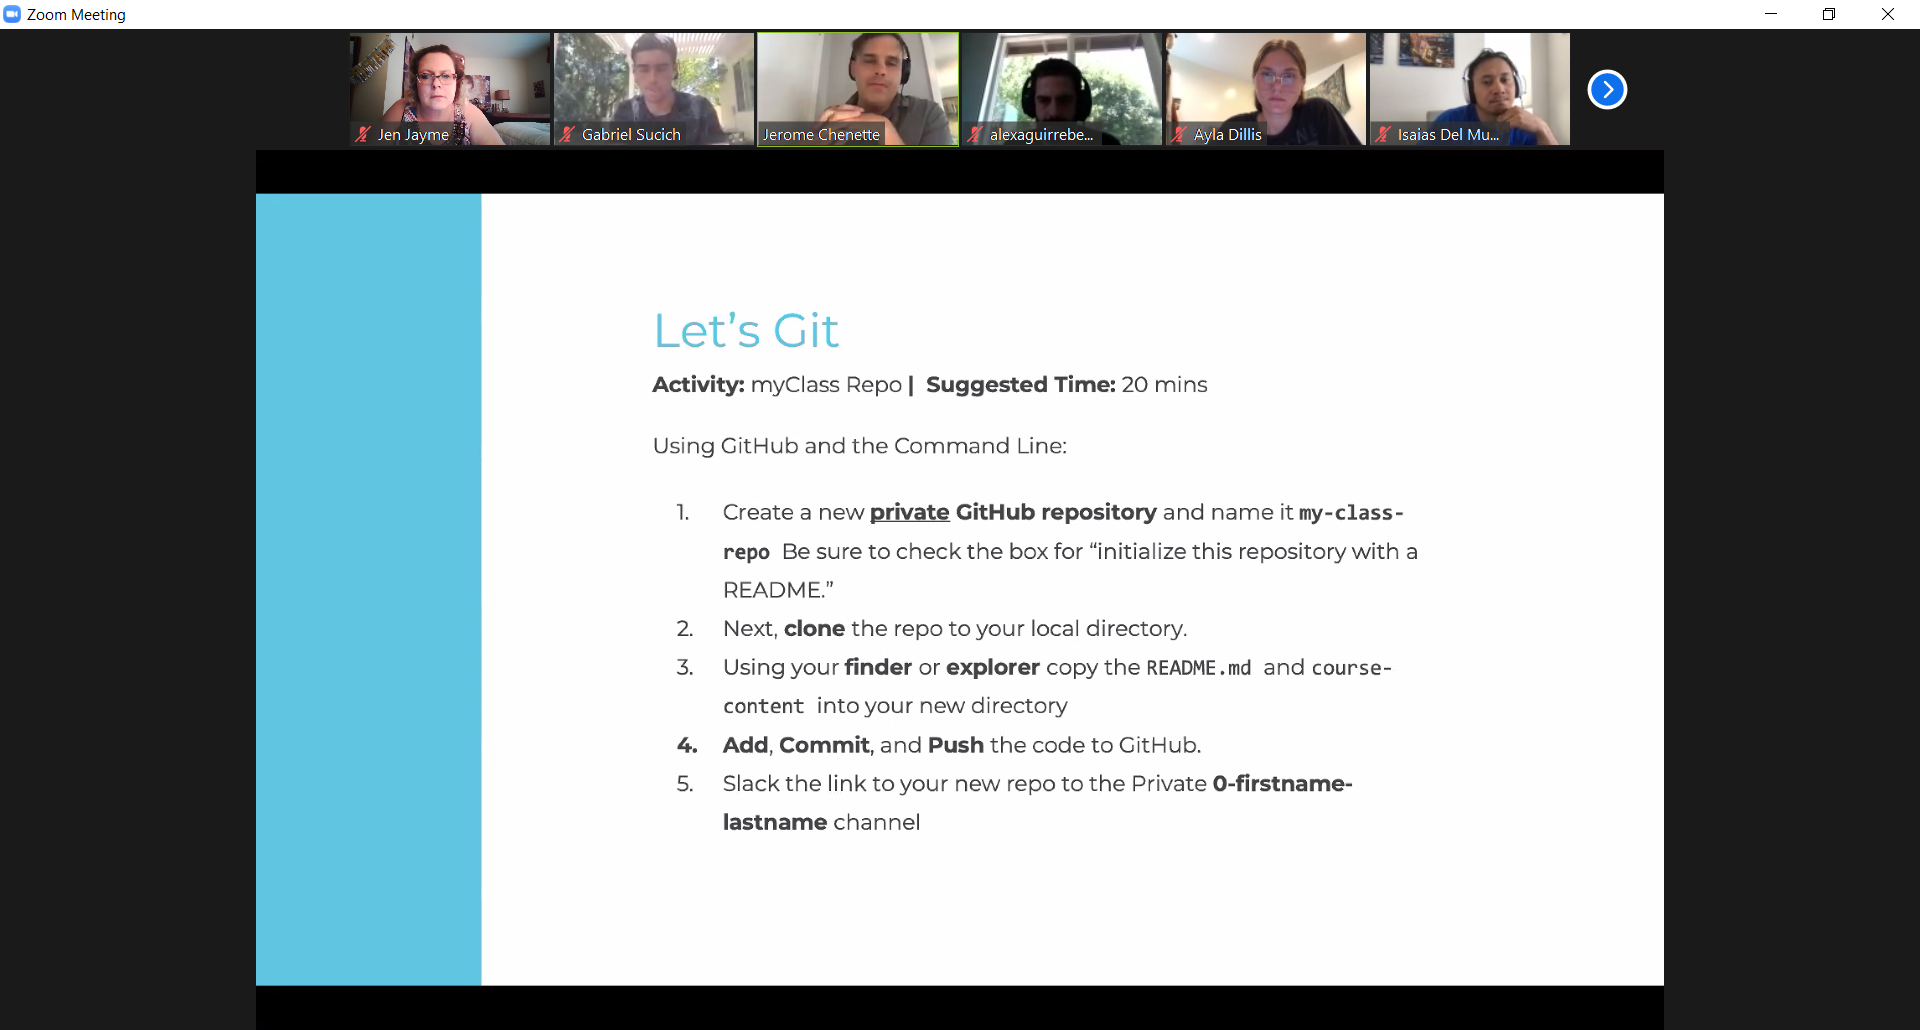 Zoom Meeting
Jen Jayme
Gabriel Sucich
Jerome Chenette
alexaguirrebe...
Ayla Dillis
Isaias Del Mu...
Let’s Git
Activity: myClass Repo | Suggested Time: 20 mins
Using GitHub and the Command Line:
1. Create a new private GitHub repository and name it my-class-
repo Be sure to check the box for “initialize this repository with a
README.”
2. Next, clone the repo to your local directory.
3. Using your finder or explorer copy the README.md and course-
content into your new directory
4. Add, Commit, and Push the code to GitHub.
5. Slack the link to your new repo to the Private 0-firstname-
lastname channel